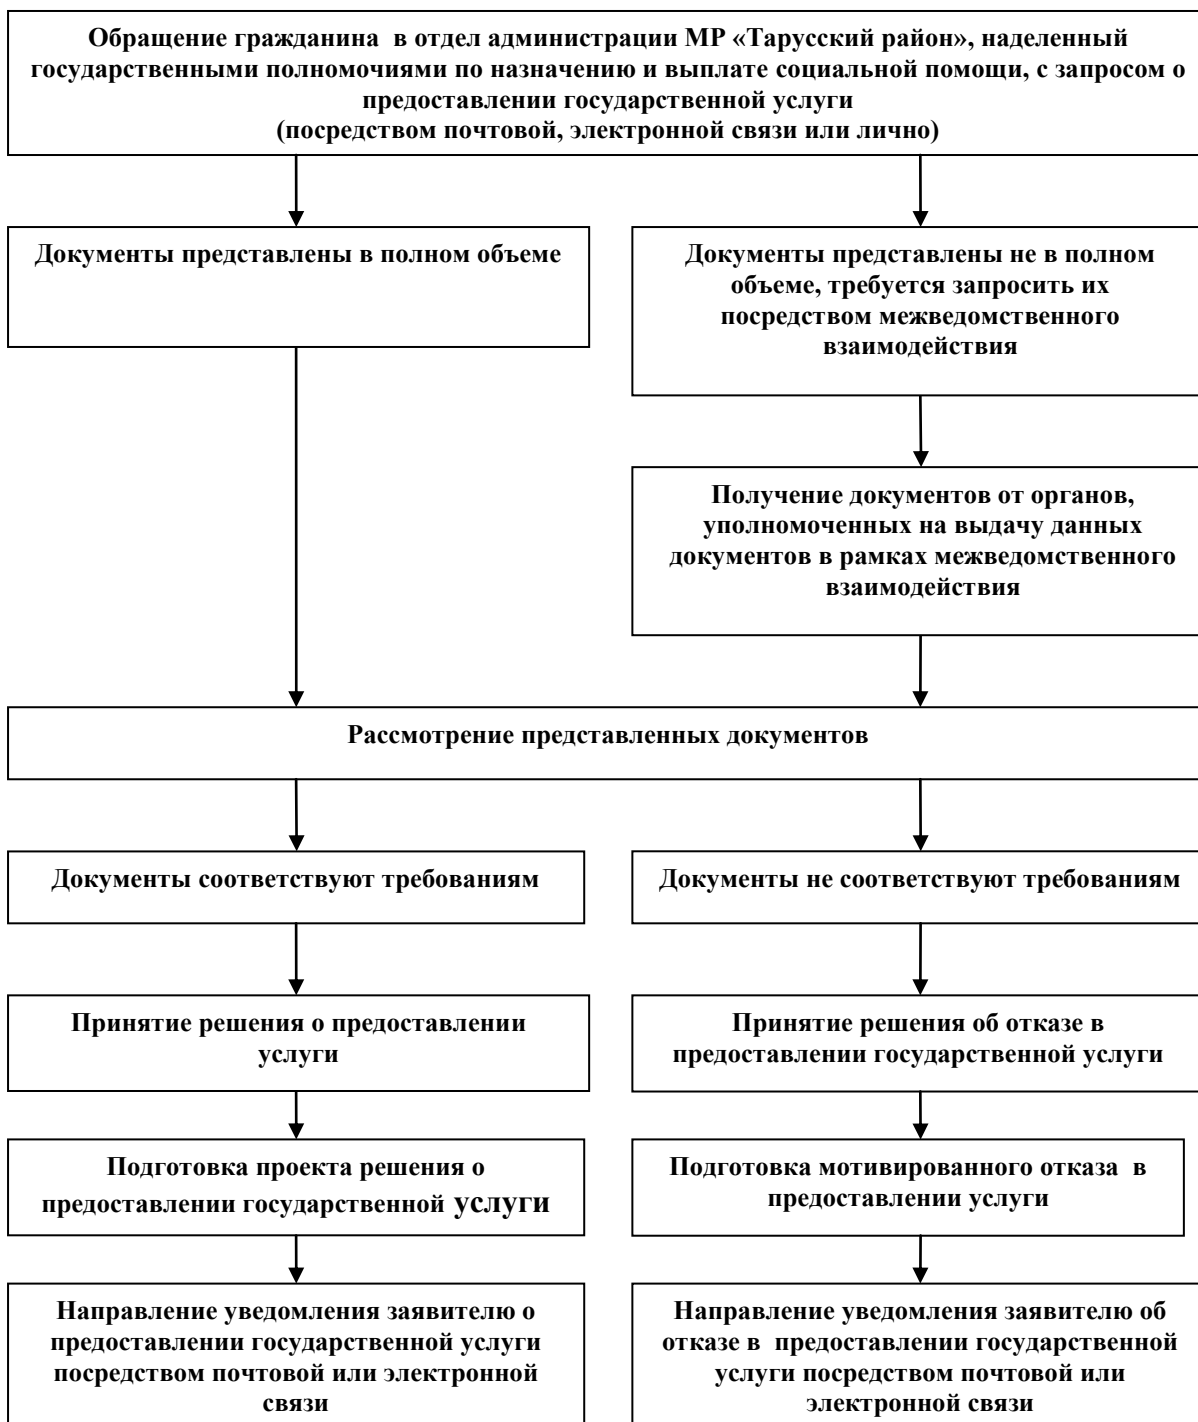 Обращение гражданина  в отдел администрации МР «Тарусский район», наделенный
государственными полномочиями по назначению и выплате социальной помощи, с запросом о
предоставлении государственной услуги
(посредством почтовой, электронной связи или лично)
Документы представлены в полном объеме
Документы представлены не в полном
объеме, требуется запросить их
посредством межведомственного
взаимодействия
Получение документов от органов,
уполномоченных на выдачу данных
документов в рамках межведомственного
взаимодействия
Рассмотрение представленных документов
Документы соответствуют требованиям
Документы не соответствуют требованиям
Принятие решения о предоставлении
услуги
Принятие решения об отказе в
предоставлении государственной услуги
Подготовка проекта решения о
предоставлении государственной услуги
Подготовка мотивированного отказа  в
предоставлении услуги
Направление уведомления заявителю о
предоставлении государственной услуги
посредством почтовой или электронной
связи
Направление уведомления заявителю об
отказе в  предоставлении государственной
услуги посредством почтовой или
электронной связи